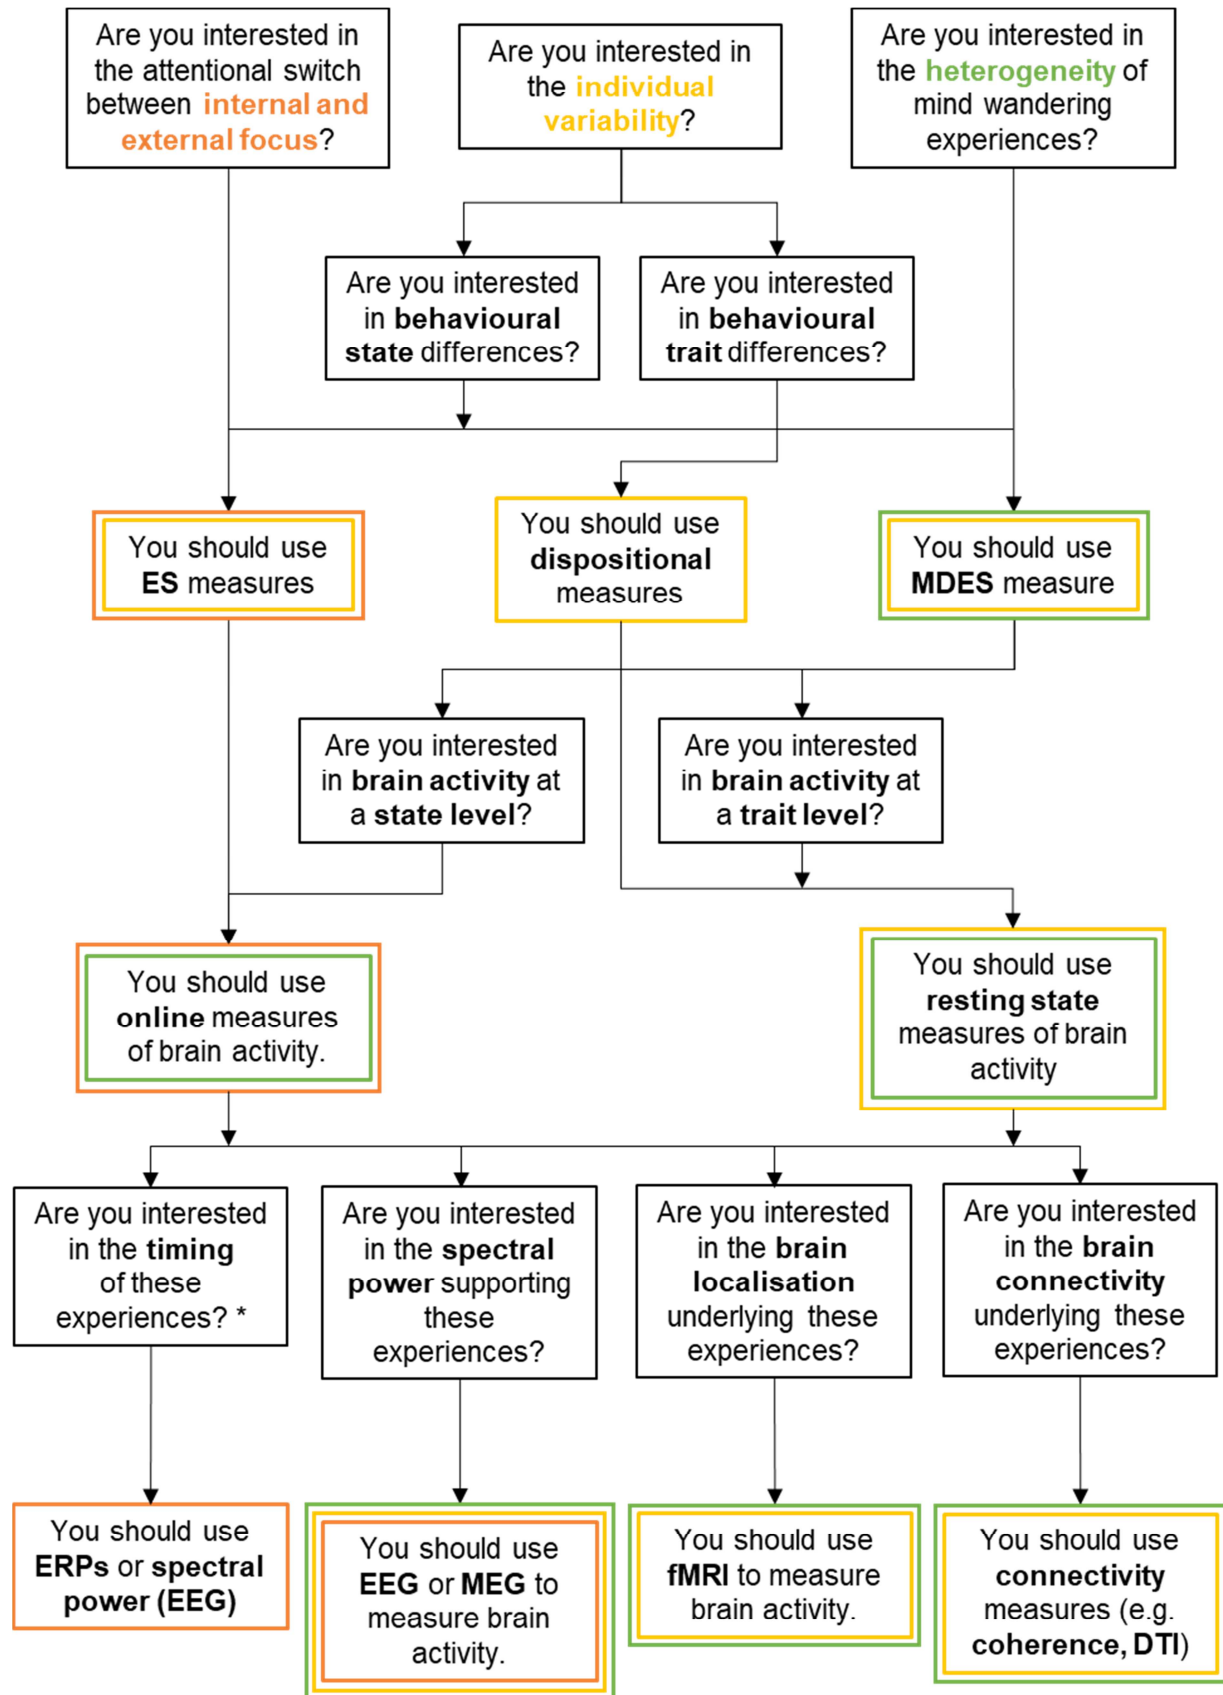 Are you interested in
the attentional switch
between internal and
external focus?
Are you interested in
the individual
variability?
Are you interested in
the heterogeneity of
mind wandering
experiences?
Are you interested
in behavioural
state differences?
Are you interested
in behavioural
trait differences?
You should use
ES measures
You should use
dispositional
measures
You should use
MDES measure
Are you interested
in brain activity at
a state level?
Are you interested
in brain activity at
a trait level?
You should use
online measures
of brain activity.
You should use
resting state
measures of brain
activity
Are you interested
in the timing
of these
experiences? *
Are you interested
in the spectral
power supporting
these
experiences?
Are you interested
in the brain
localisation
underlying these
experiences?
Are you interested
in the brain
connectivity
underlying these
experiences?
You should use
ERPs or spectral
power (EEG)
You should use
EEG or MEG to
measure brain
activity.
You should use
fMRI to measure
brain activity.
You should use
connectivity
measures (e.g.
coherence, DTI)